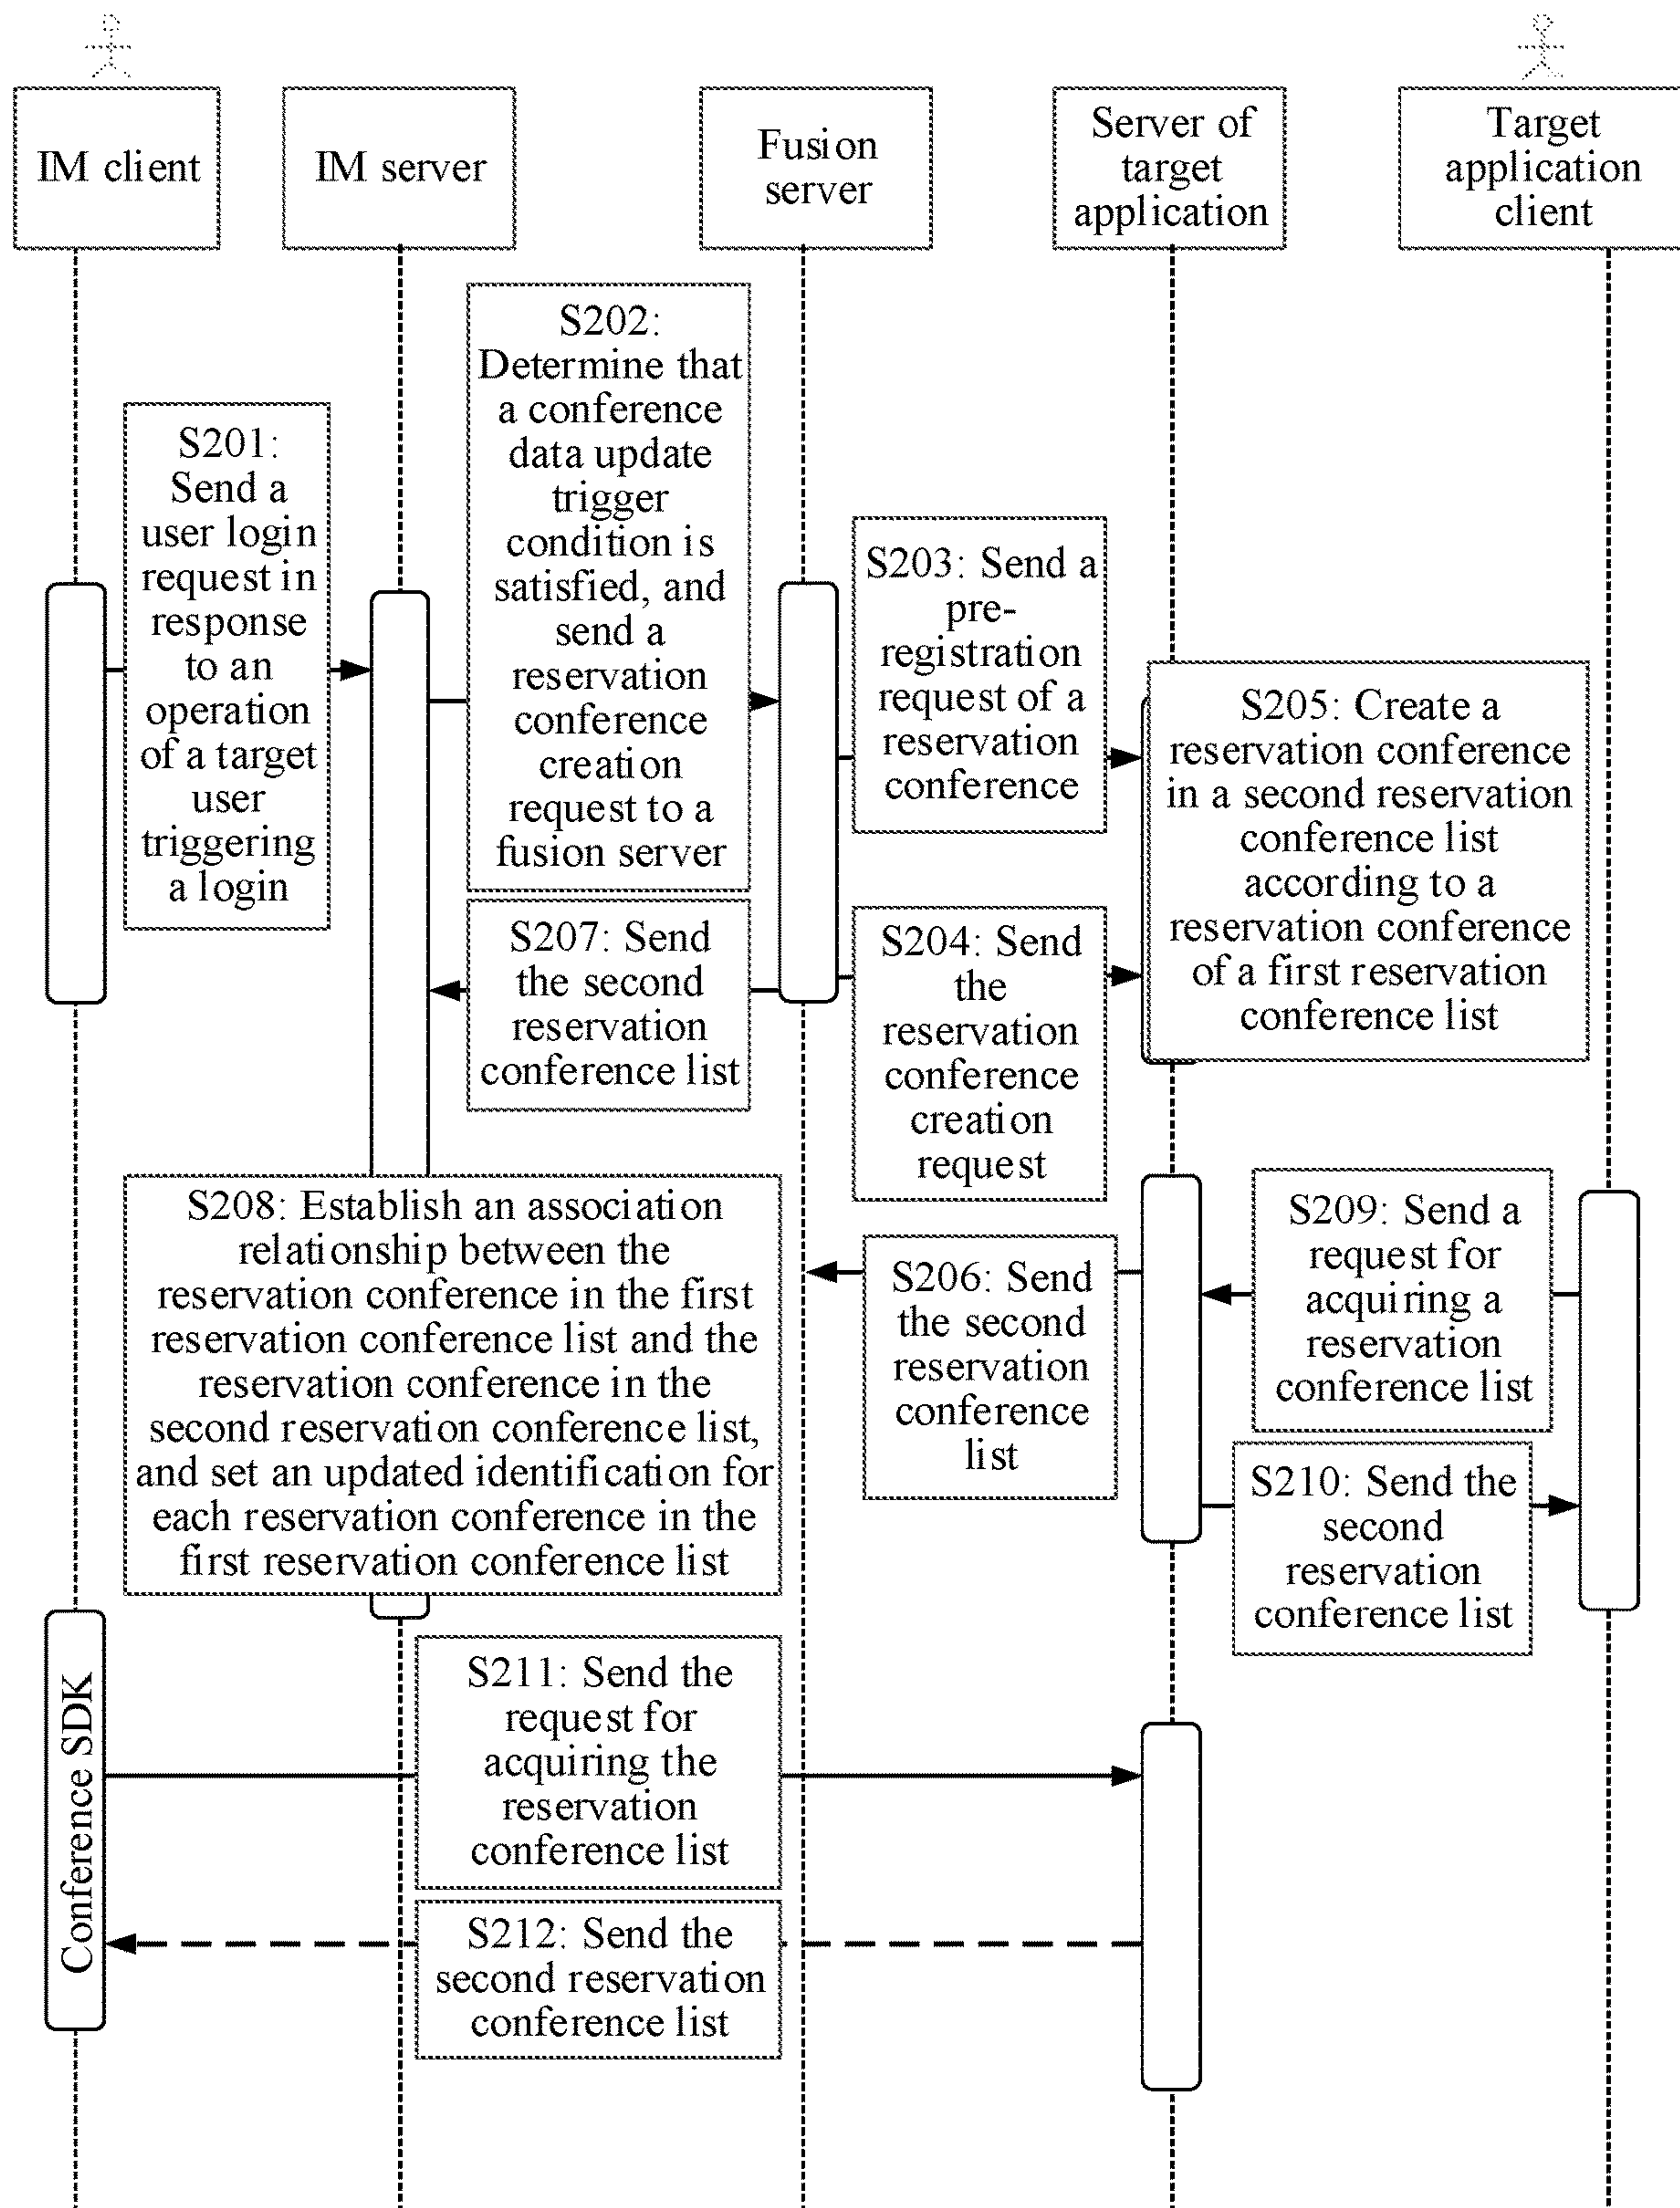 IM client
IM server
Fusion
server
Server of
target
application
Target
application
client
S201:
Send a
user login
request in
response
to an
operation
of a target
user
triggering
a login
S202:
Determine that
a conference
data update
trigger
condition is
satisfied, and
send a
reservation
conference
creation
request to a
fusion server
S203: Send a
pre-
registration
request of a
reservation
conference
S205: Create a
reservation conference
in a second reservation
conference list
according to a
reservation conference
of a first reservation
conference list
S207: Send
the second
reservation
conference list
S204: Send
the
reservation
conference
creation
request
S208: Establish an association
relationship between the
reservation conference in the first
reservation conference list and the
reservation conference in the
second reservation conference list,
and set an updated identification for
each reservation conference in the
first reservation conference list
S206: Send
the second
reservation
conference
list
S209: Send a
request for
acquiring a
reservation
conference list
S210: Send the
second
reservation
conference list
Conference SDK
S211: Send the
request for
acquiring the
reservation
conference list
S212: Send the
second reservation
conference list